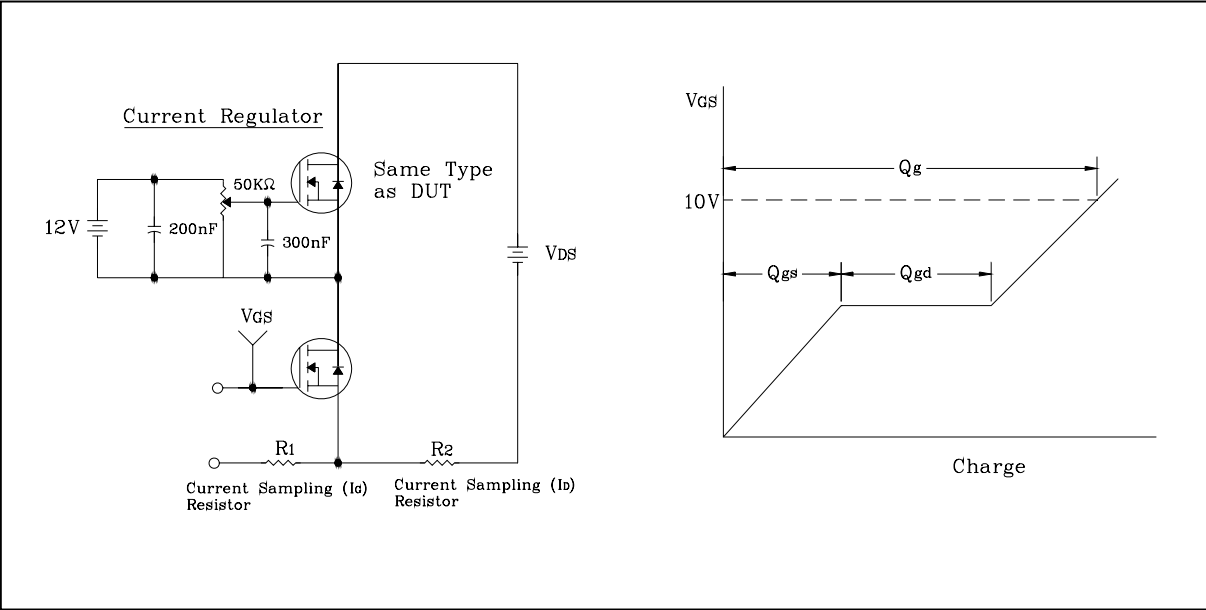 Current Regulator
Same Type
as DUT
50KΩ
12V
200nF
300nF
VDS
VGS
R1
R2
Current Sampling (IG)
Resistor
Current Sampling (ID)
Resistor
VGS
Qg
10V
Qgs
Qgd
Charge